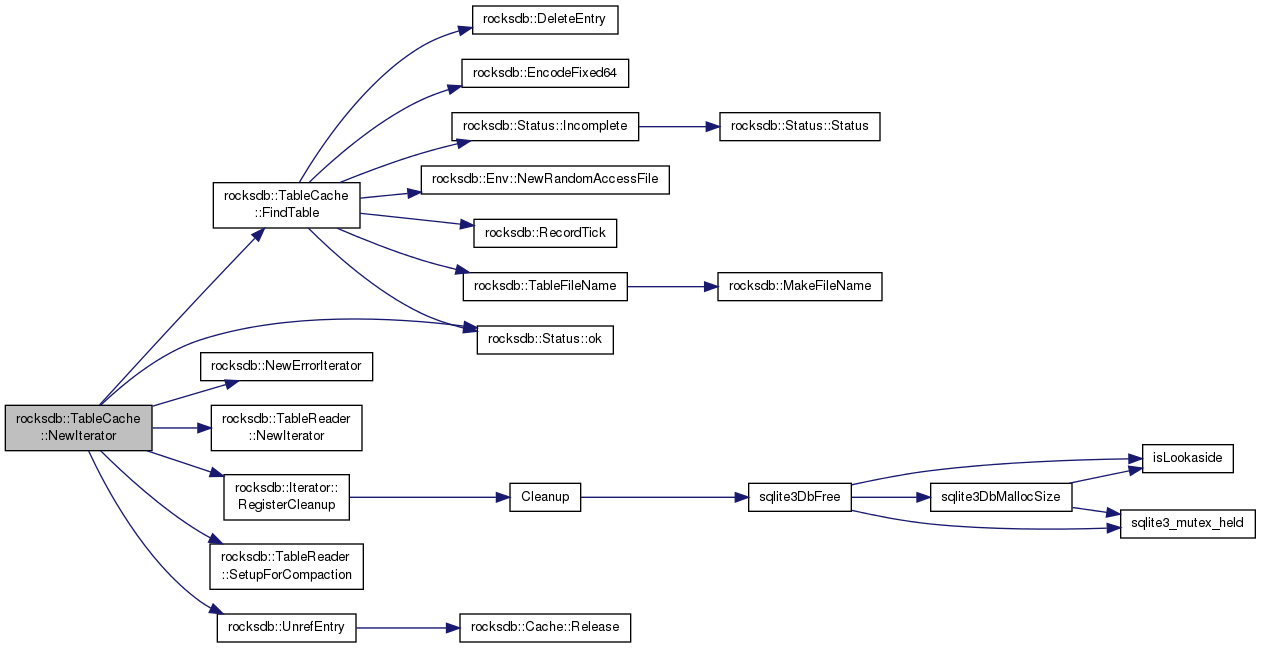 rocksdb::DeleteEntry
rocksdb::EncodeFixed64
rocksdb::Status::Incomplete
rocksdb::Status::Status
rocksdb::Env::NewRandomAccessFile
rocksdb::TableCache
::FindTable
rocksdb::RecordTick
rocksdb::TableFileName
rocksdb::MakeFileName
rocksdb::Status::ok
rocksdb::NewErrorIterator
rocksdb::TableCache
::NewIterator
rocksdb::TableReader
::NewIterator
isLookaside
rocksdb::Iterator::
RegisterCleanup
Cleanup
sqlite3DbFree
sqlite3DbMallocSize
sqlite3_mutex_held
rocksdb::TableReader
::SetupForCompaction
rocksdb::UnrefEntry
rocksdb::Cache::Release